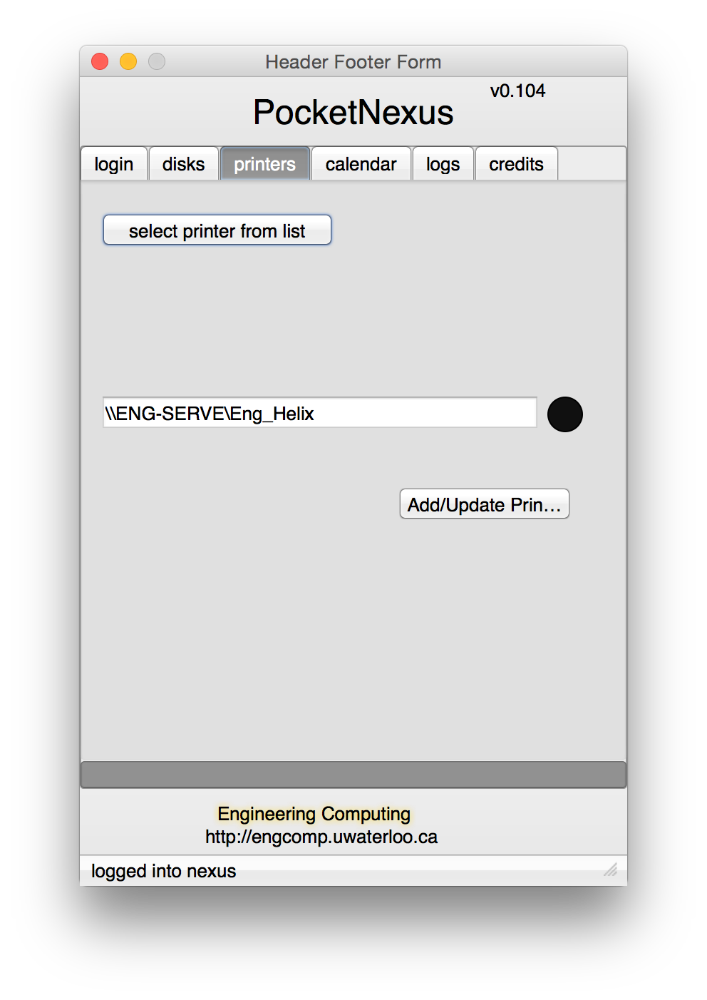 Header Footer Form
v0.104
PocketNexus
login disks printers calendar logs credits
select printer from list
\\ENG-SERVE\Eng_Helix
Add/Update Prin…
Engineering Computing
http://engcomp.uwaterloo.ca
logged into nexus